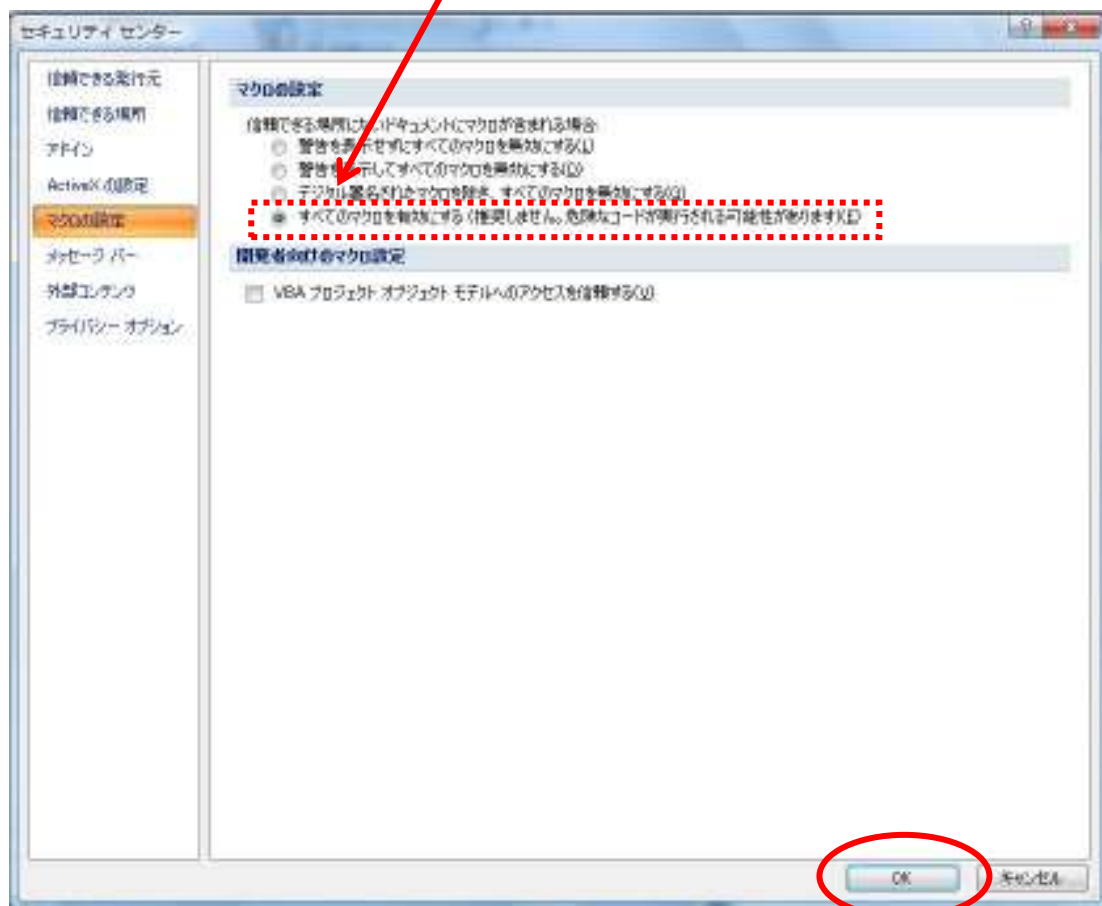 セキュリティ センター
信頼できる発行元
信頼できる場所
アドイン
ActiveX の設定
マクロの設定
メッセージ バー
外部コンテンツ
プライバシー オプション
マクロの設定
信頼できる場所にないドキュメントにマクロが含まれる場合
警告を表示せずにすべてのマクロを無効にする(L)
警告を表示してすべてのマクロを無効にする(D)
デジタル署名されたマクロを除き、すべてのマクロを無効にする(G)
すべてのマクロを有効にする (推奨しません。危険なコードが実行される可能性があります)(E)
開発者向けのマクロ設定
VBA プロジェクト オブジェクト モデルへのアクセスを信頼する(V)
OK
キャンセル